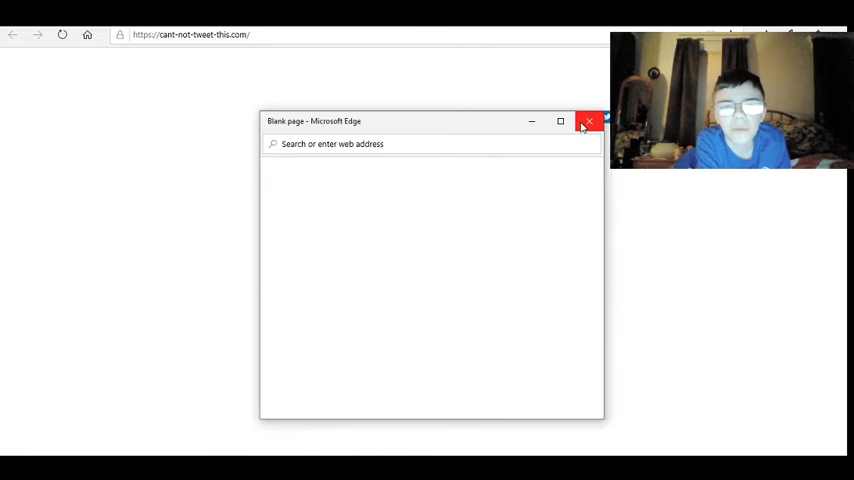 https://cant-not-tweet-this.com/
Blank page - Microsoft Edge
Search or enter web address